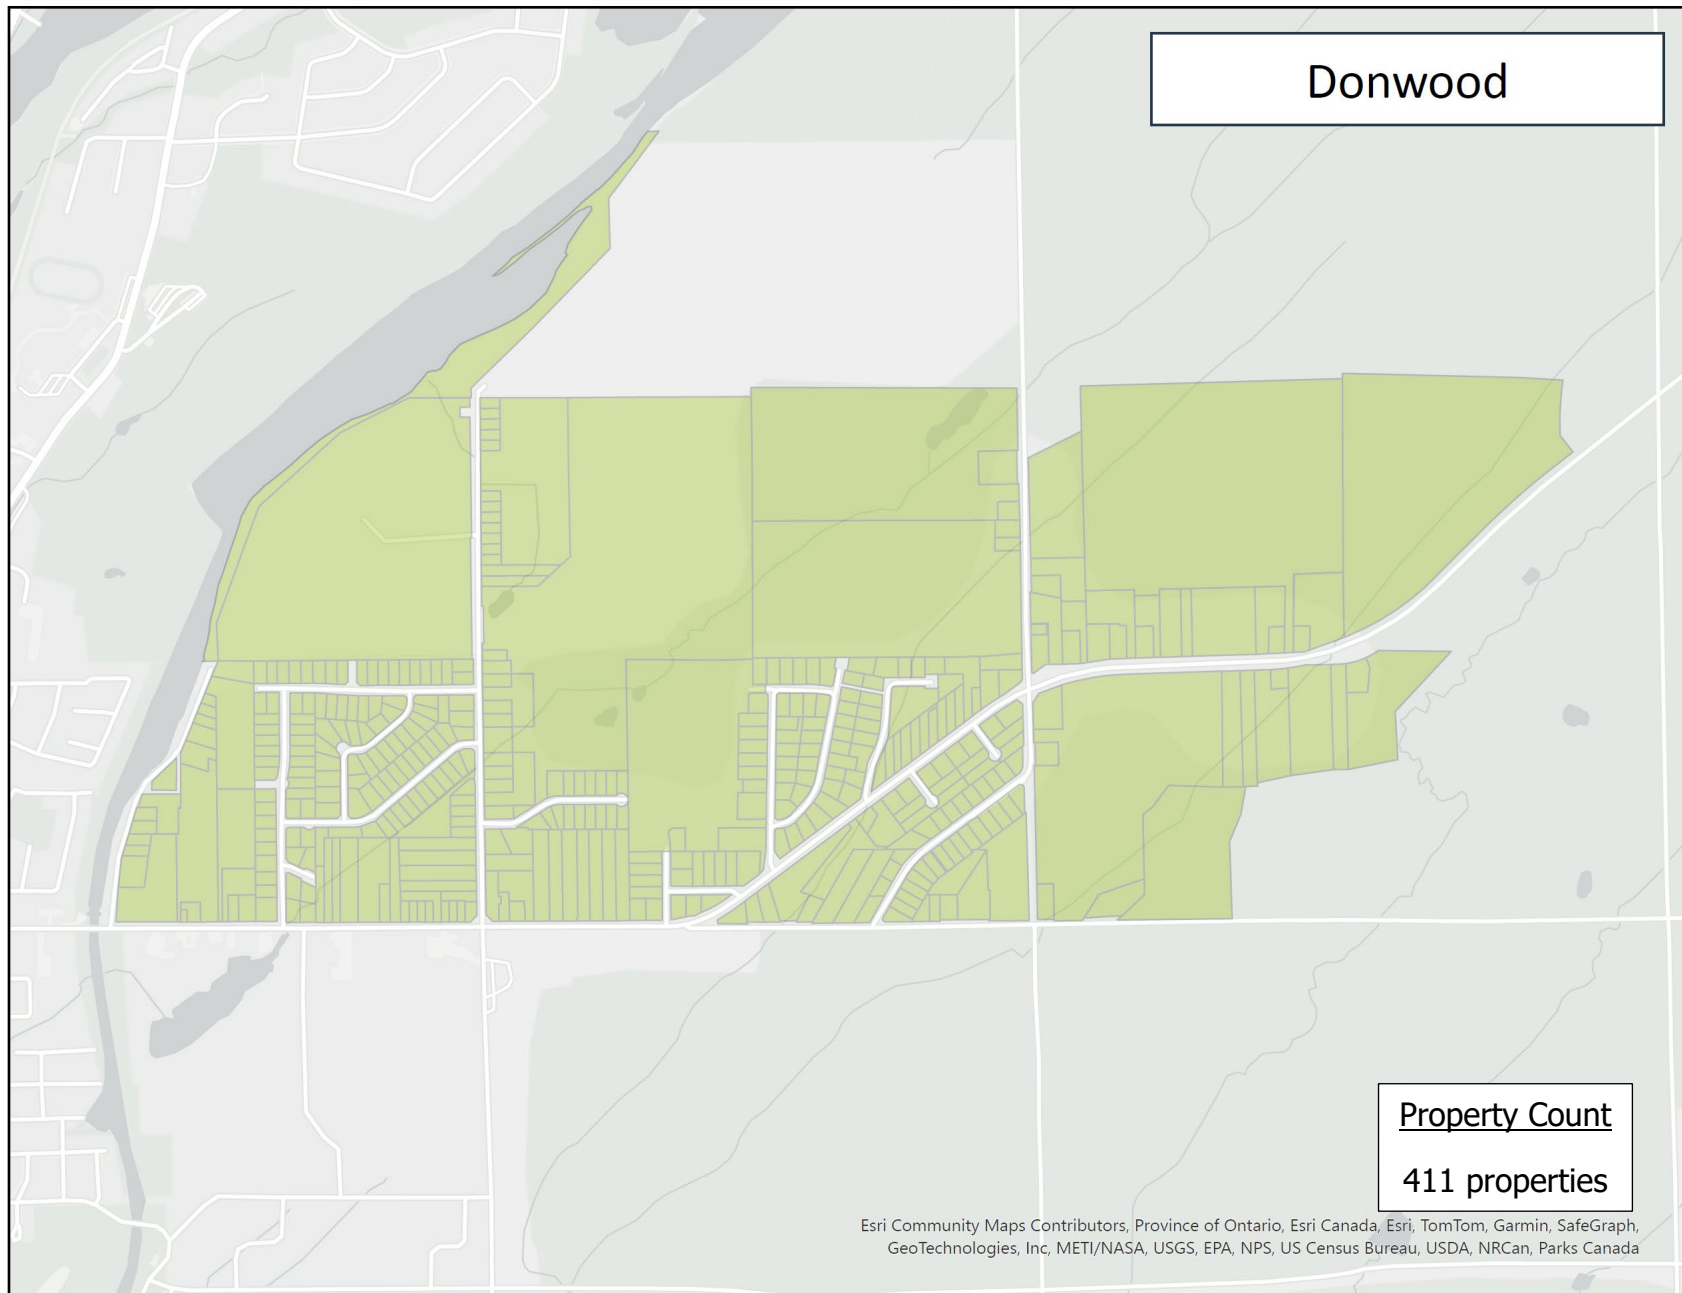 Donwood
Property Count
411 properties
Esri Community Maps Contributors, Province of Ontario, Esri Canada, Esri, TomTom, Garmin, SafeGraph,
GeoTechnologies, Inc, METI/NASA, USGS, EPA, NPS, US Census Bureau, USDA, NRCan, Parks Canada